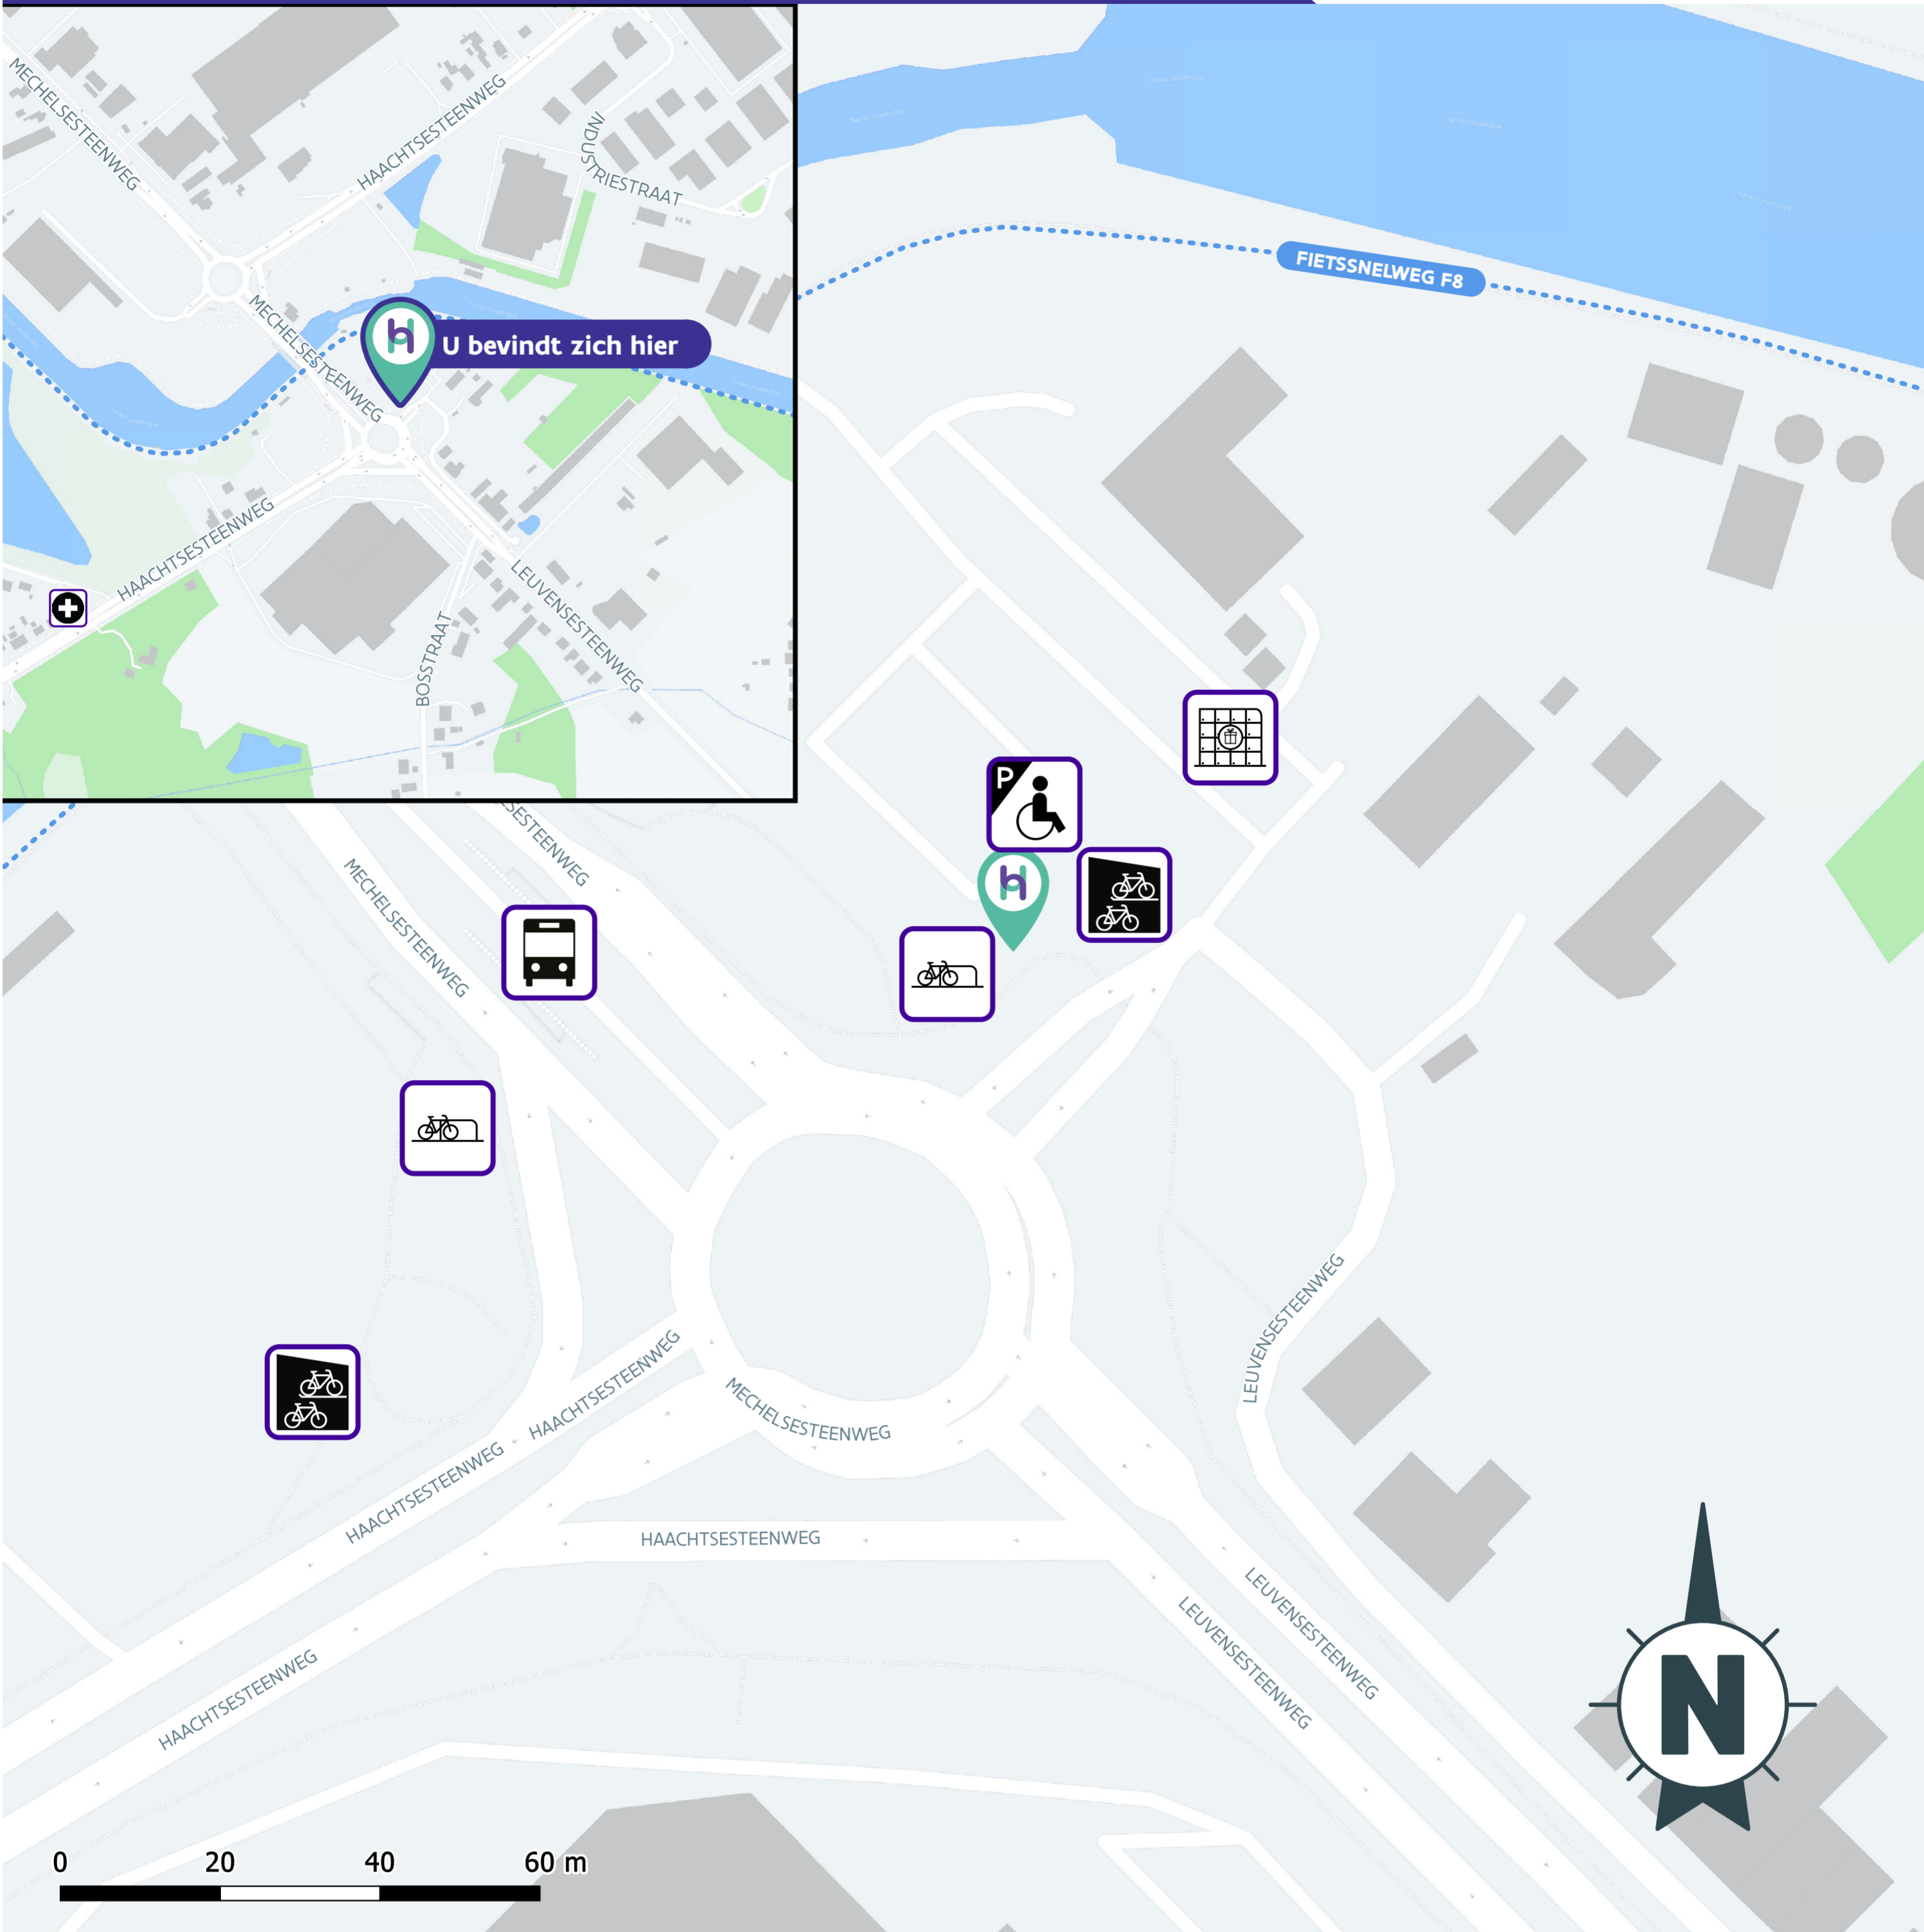 MECHELSESTEENWEG
HAACHTSESTEENWEG
INDUSTRIESTRAAT
MECHELSESTEENWEG
U bevindt zich hier
HAACHTSESTEENWEG
LEUVENSESTEENWEG
BOSSTRAAT
FIETSSNELWEG F8
P
SESTEENWEG
MECHELSESTEENWEG
LEUVENSESTEENWEG
HAACHTSESTEENWEG
MECHELSESTEENWEG
HAACHTSESTEENWEG
HAACHTSESTEENWEG
LEUVENSESTEENWEG
LEUVENSESTEENWEG
HAACHTSESTEENWEG
N
0 20 40 60 m